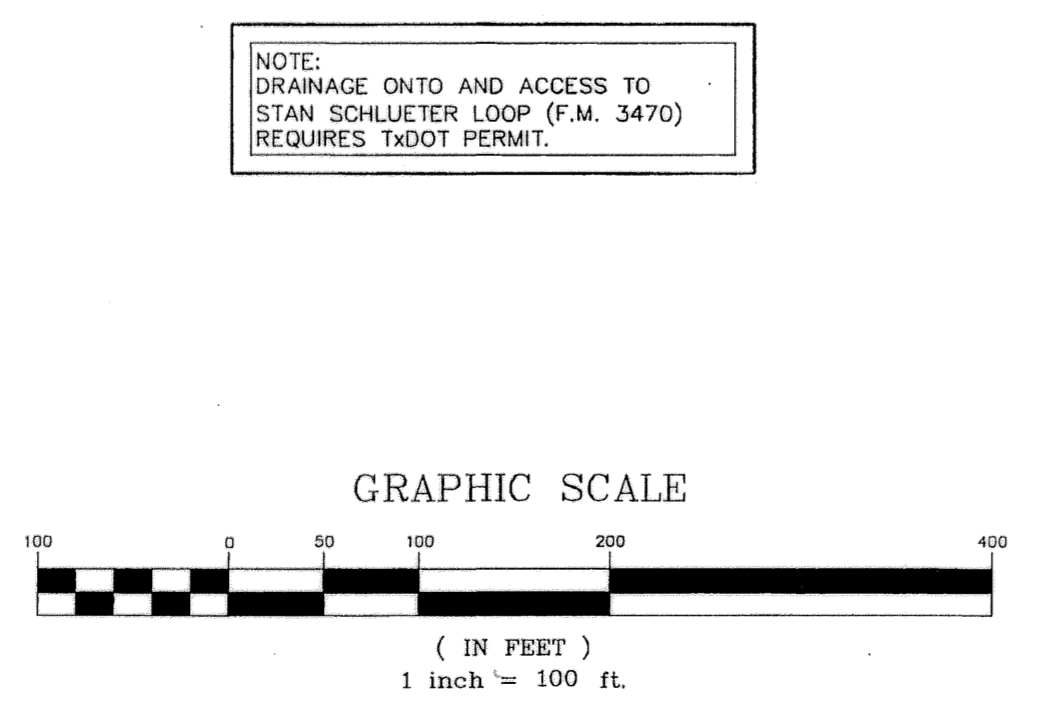 NOTE:
DRAINAGE ONTO AND ACCESS TO
STAN SCHLUETER LOOP (F.M. 3470)
REQUIRES TxDOT PERMIT.
GRAPHIC SCALE
100 0 50 100 200 400
( IN FEET )
1 inch = 100 ft.